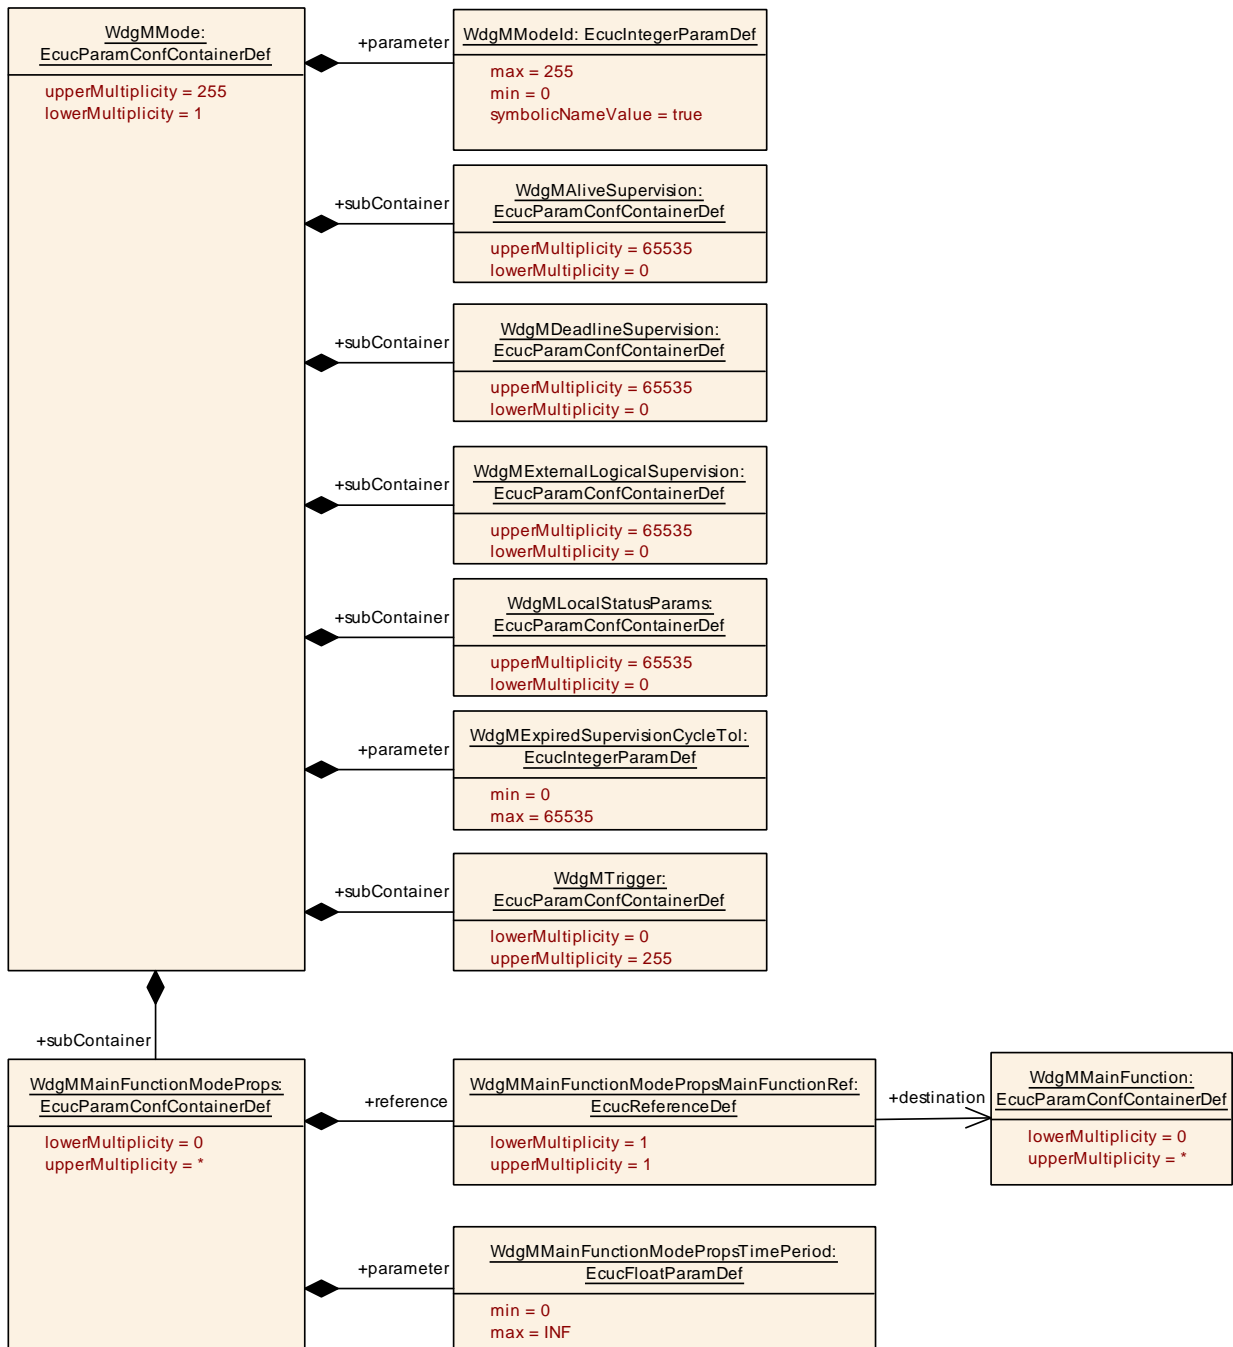 WdgMMode:
EcucParamConfContainerDef
upperMultiplicity = 255
lowerMultiplicity = 1
+parameter
WdgMModeId: EcucIntegerParamDef
max = 255
min = 0
symbolicNameValue = true
+subContainer
WdgMAliveSupervision:
EcucParamConfContainerDef
upperMultiplicity = 65535
lowerMultiplicity = 0
+subContainer
WdgMDeadlineSupervision:
EcucParamConfContainerDef
upperMultiplicity = 65535
lowerMultiplicity = 0
+subContainer
WdgMExternalLogicalSupervision:
EcucParamConfContainerDef
upperMultiplicity = 65535
lowerMultiplicity = 0
+subContainer
WdgMLocalStatusParams:
EcucParamConfContainerDef
upperMultiplicity = 65535
lowerMultiplicity = 0
+parameter
WdgMExpiredSupervisionCycleTol:
EcucIntegerParamDef
min = 0
max = 65535
+subContainer
WdgMTrigger:
EcucParamConfContainerDef
lowerMultiplicity = 0
upperMultiplicity = 255
+subContainer
WdgMMainFunctionModeProps:
EcucParamConfContainerDef
lowerMultiplicity = 0
upperMultiplicity = *
+reference
WdgMMainFunctionModePropsMainFunctionRef:
EcucReferenceDef
lowerMultiplicity = 1
upperMultiplicity = 1
+destination
WdgMMainFunction:
EcucParamConfContainerDef
lowerMultiplicity = 0
upperMultiplicity = *
+parameter
WdgMMainFunctionModePropsTimePeriod:
EcucFloatParamDef
min = 0
max = INF